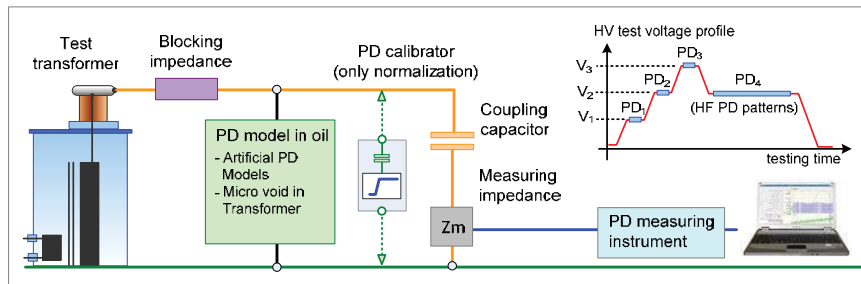 Test
transformer
Blocking
impedance
PD calibrator
(only normalization)
PD model in oil
- Artificial PD
Models
- Micro void in
Transformer
Coupling
capacitor
Measuring
impedance
Zm
PD measuring
instrument
HV test voltage profile
V₃
V₂
V₁
PD₁
PD₂
PD₃
PD₄
(HF PD patterns)
testing time